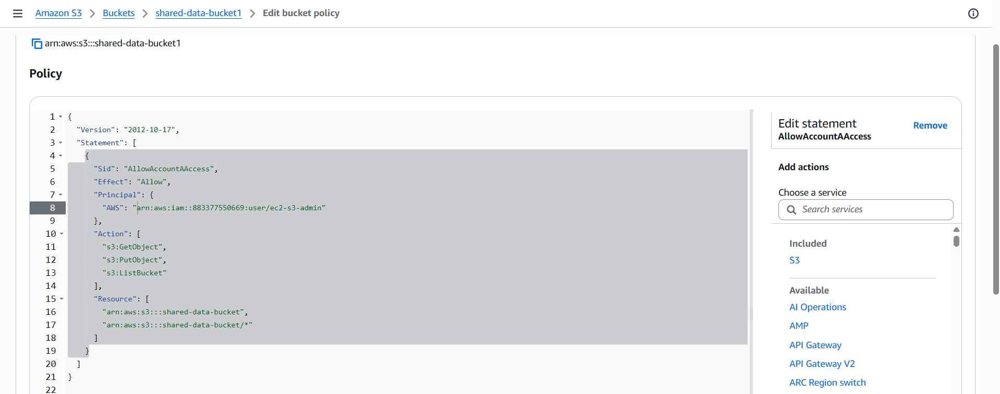 Amazon S3 > Buckets > shared-data-bucket1 > Edit bucket policy
arn:aws:s3:::shared-data-bucket1
Policy
1 {
2 "Version": "2012-10-17",
3 "Statement": [
4 {
5 "Sid": "AllowAccountAAccess",
6 "Effect": "Allow",
7 "Principal": {
8 "AWS": "arn:aws:iam::883377550669:user/ec2-s3-admin"
9 },
10 "Action": [
11 "s3:GetObject",
12 "s3:PutObject",
13 "s3:ListBucket"
14 ],
15 "Resource": [
16 "arn:aws:s3:::shared-data-bucket",
17 "arn:aws:s3:::shared-data-bucket/*"
18 ]
19 }
20 ]
21 }
22
Edit statement
Remove
AllowAccountAAccess
Add actions
Choose a service
Search services
Included
S3
Available
AI Operations
AMP
API Gateway
API Gateway V2
ARC Region switch